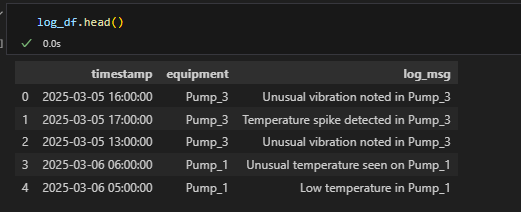 log_df.head()
0.0s
timestamp equipment log_msg
0 2025-03-05 16:00:00 Pump_3 Unusual vibration noted in Pump_3
1 2025-03-05 17:00:00 Pump_3 Temperature spike detected in Pump_3
2 2025-03-05 13:00:00 Pump_3 Unusual vibration noted in Pump_3
3 2025-03-06 06:00:00 Pump_1 Unusual temperature seen on Pump_1
4 2025-03-06 05:00:00 Pump_1 Low temperature in Pump_1